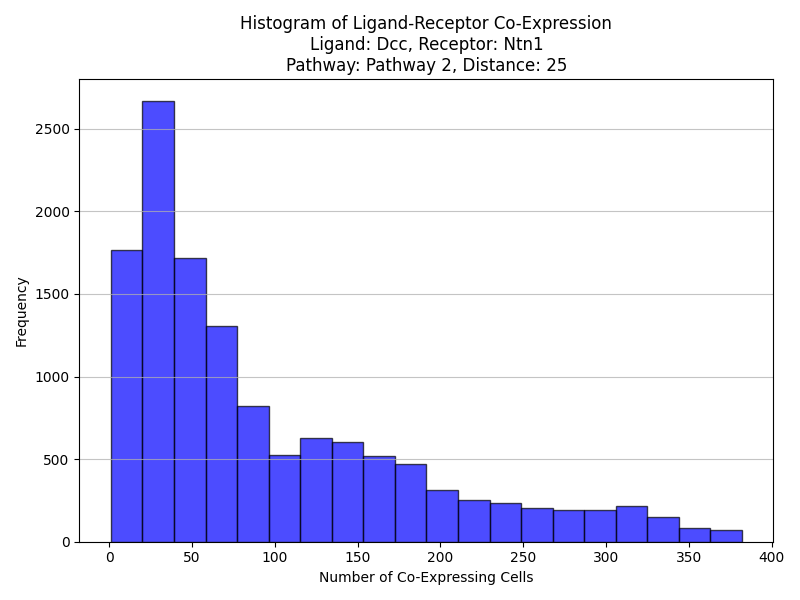 Histogram of Ligand-Receptor Co-Expression
Ligand: Dcc, Receptor: Ntn1
Pathway: Pathway 2, Distance: 25
2500
2000
1500
1000
500
0
Frequency
0 50 100 150 200 250 300 350 400
Number of Co-Expressing Cells